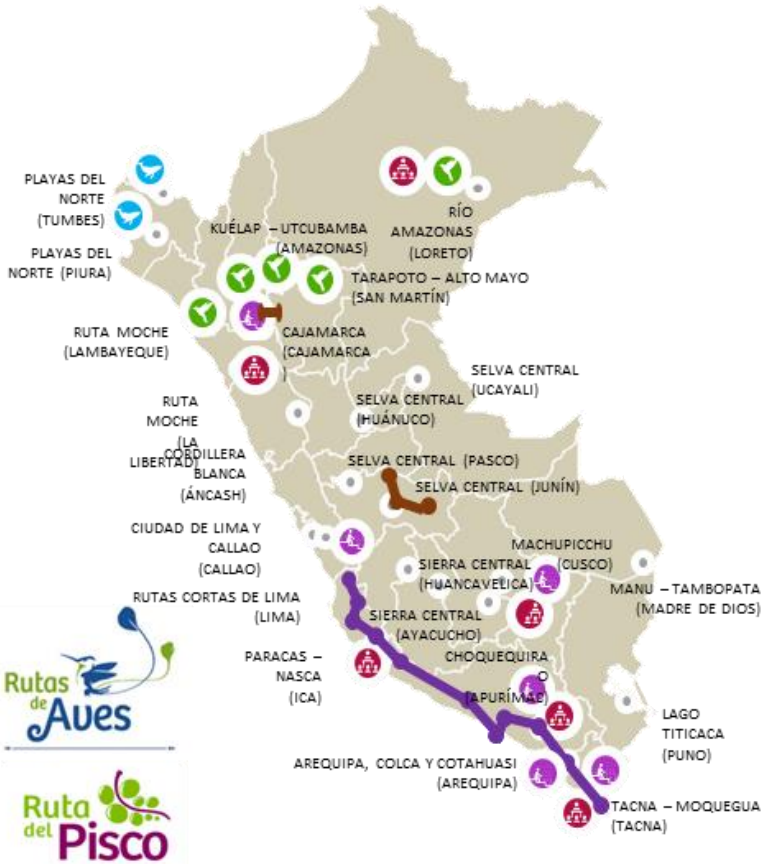 PLAYAS DEL
NORTE
(TUMBES)
PLAYAS DEL
NORTE (PIURA)
RÍO
AMAZONAS
(LORETO)
KUÉLAP – UTCUBAMBA
(AMAZONAS)
TARAPOTO – ALTO MAYO
(SAN MARTÍN)
RUTA MOCHE
(LAMBAYEQUE)
CAJAMARCA
(CAJAMARCA
)
SELVA CENTRAL
(UCAYALI)
RUTA
MOCHE
(LA
LIBERTAD)
SELVA CENTRAL
(HUÁNUCO)
CORDILLERA
BLANCA
(ÁNCASH)
SELVA CENTRAL (PASCO)
SELVA CENTRAL (JUNÍN)
CIUDAD DE LIMA Y
CALLAO
(CALLAO)
MACHUPICCHU
(CUSCO)
SIERRA CENTRAL
(HUANCAVELICA)
MANU – TAMBOPATA
(MADRE DE DIOS)
RUTAS CORTAS DE LIMA
(LIMA)
SIERRA CENTRAL
(AYACUCHO)
PARACAS –
NASCA
(ICA)
CHOQUEQUIRA
O
(APURÍMAC)
LAGO
TITICACA
(PUNO)
AREQUIPA, COLCA Y COTAHUASI
(AREQUIPA)
TACNA – MOQUEGUA
(TACNA)
Rutas
de
Aves
Ruta
del
Pisco